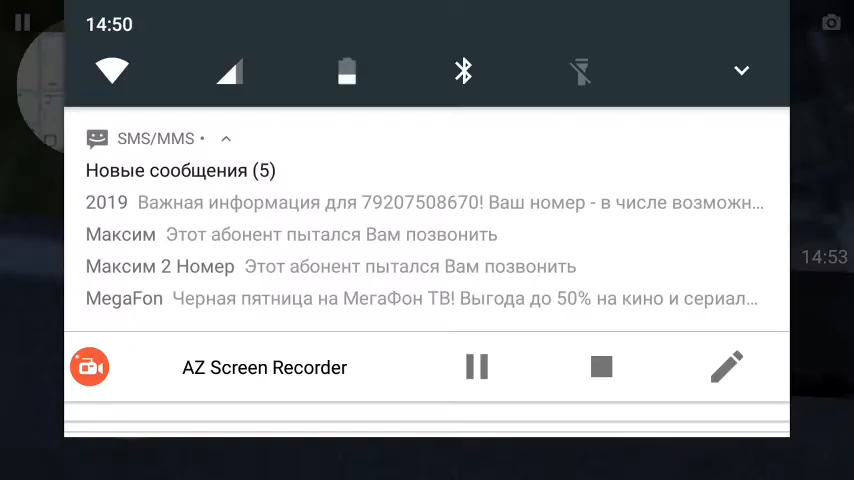 14:50
SMS/MMS •
Новые сообщения (5)
2019 Важная информация для 79207508670! Ваш номер - в числе возможн...
Максим Этот абонент пытался Вам позвонить
Максим 2 Номер Этот абонент пытался Вам позвонить
14:53
MegaFon Черная пятница на МегаФон ТВ! Выгода до 50% на кино и сериал...
AZ Screen Recorder